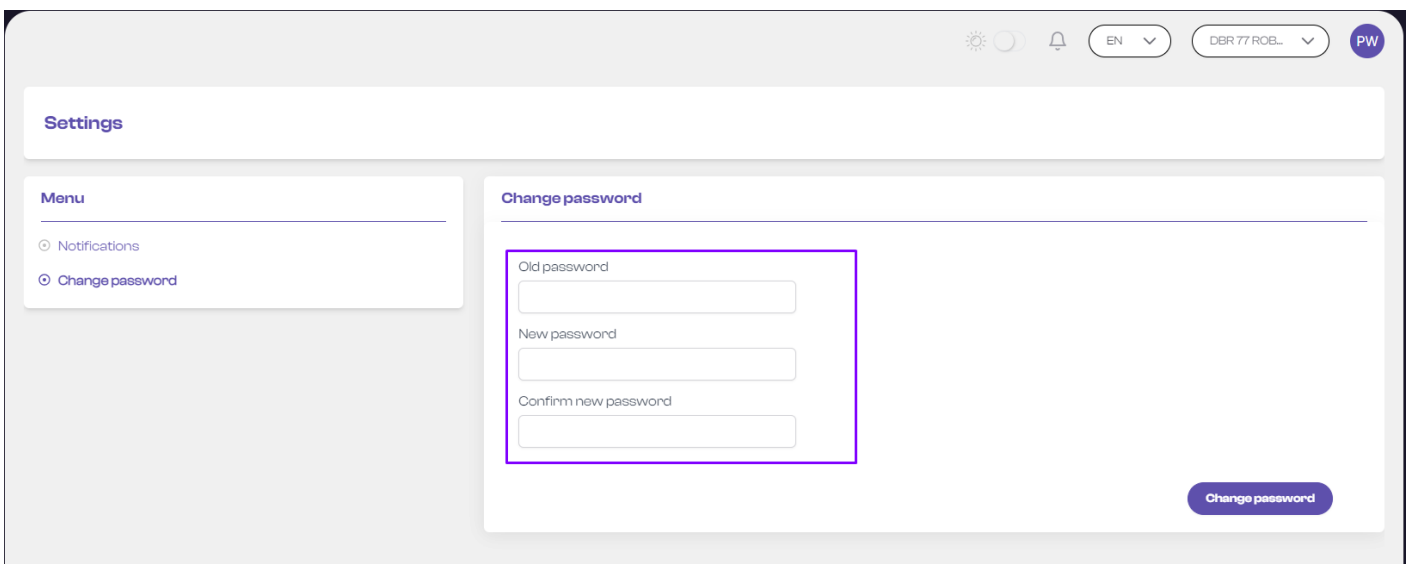 EN
DBR 77 ROB...
PW
Settings
Menu
Notifications
Change password
Change password
Old password
New password
Confirm new password
Change password